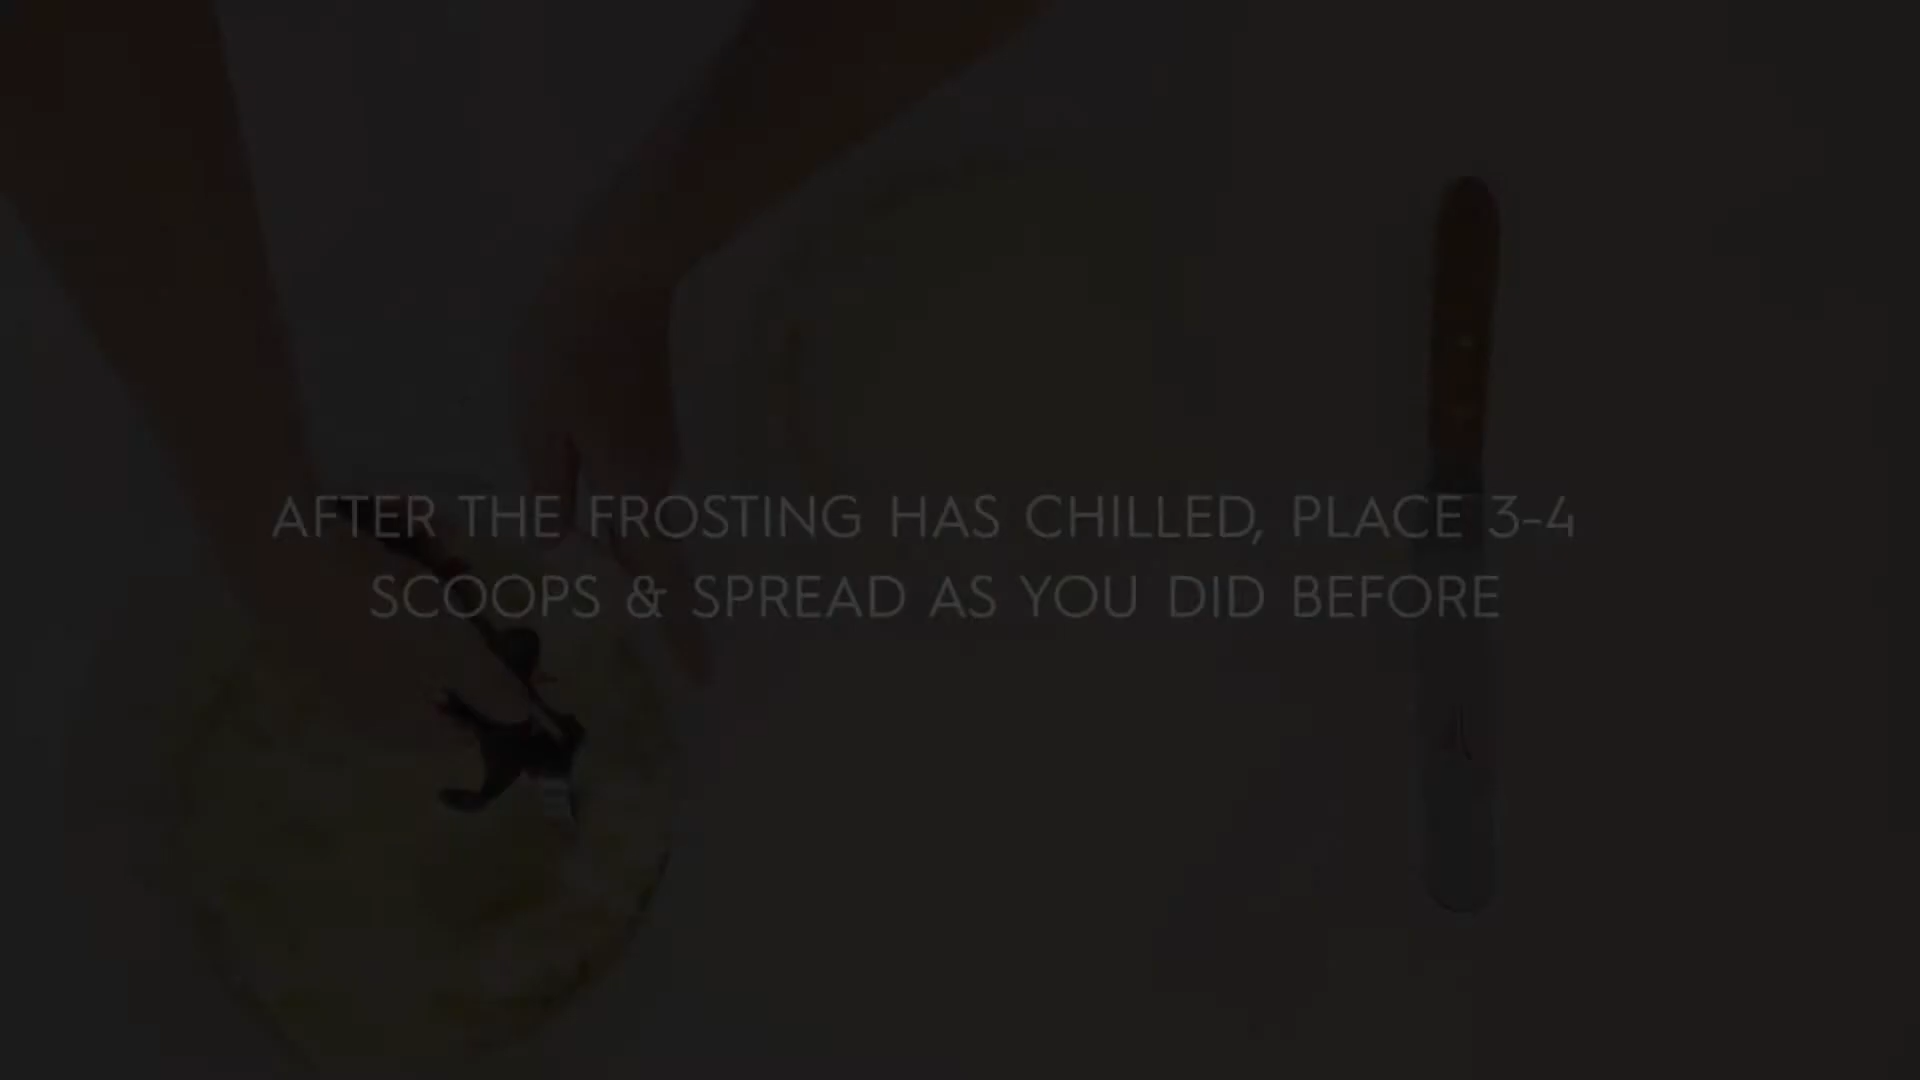 AFTER THE FROSTING HAS CHILLED, PLACE 3-4
SCOOPS & SPREAD AS YOU DID BEFORE